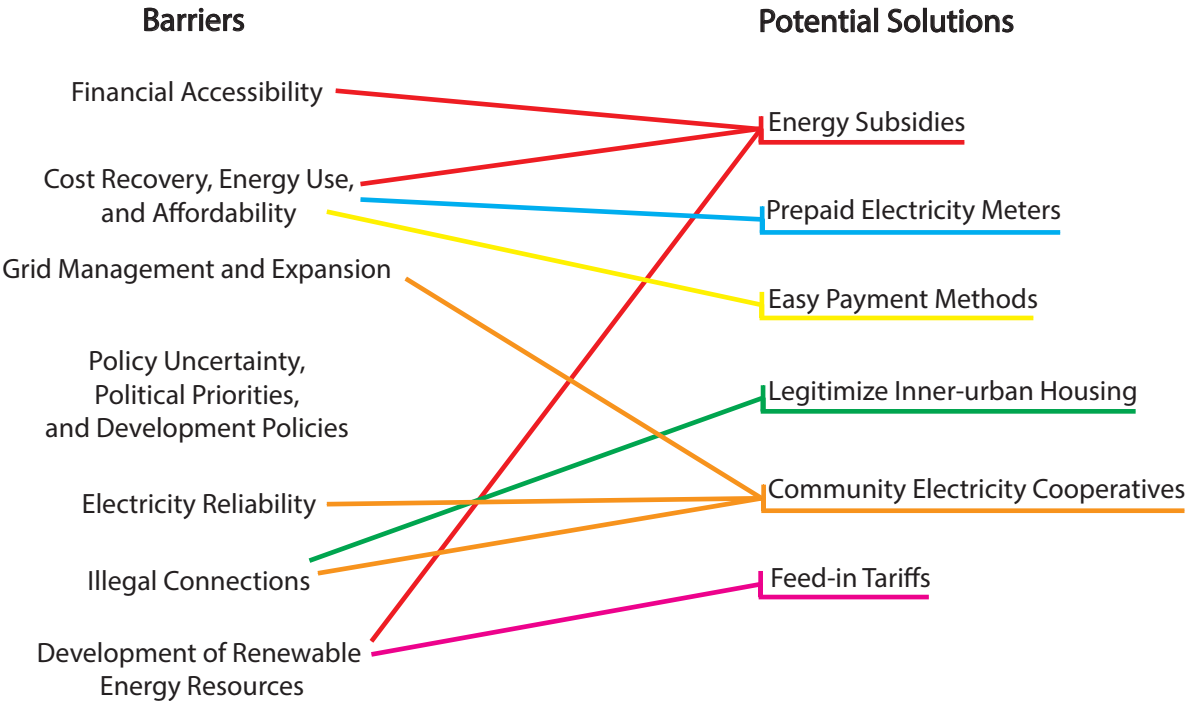 Barriers
Financial Accessibility
Cost Recovery, Energy Use,
and Affordability
Grid Management and Expansion
Policy Uncertainty,
Political Priorities,
and Development Policies
Electricity Reliability
Illegal Connections
Development of Renewable
Energy Resources
Potential Solutions
Energy Subsidies
Prepaid Electricity Meters
Easy Payment Methods
Legitimize Inner-urban Housing
Community Electricity Cooperatives
Feed-in Tariffs